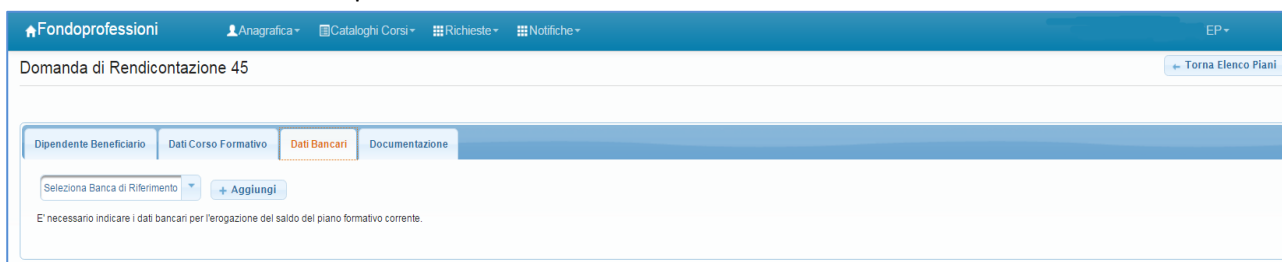 Fondoprofessioni Anagrafica Cataloghi Corsi Richieste Notifiche EP
Domanda di Rendicontazione 45 ← Torna Elenco Piani
Dipendente Beneficiario Dati Corso Formativo Dati Bancari Documentazione
Seleziona Banca di Riferimento + Aggiungi
E' necessario indicare i dati bancari per l'erogazione del saldo del piano formativo corrente.